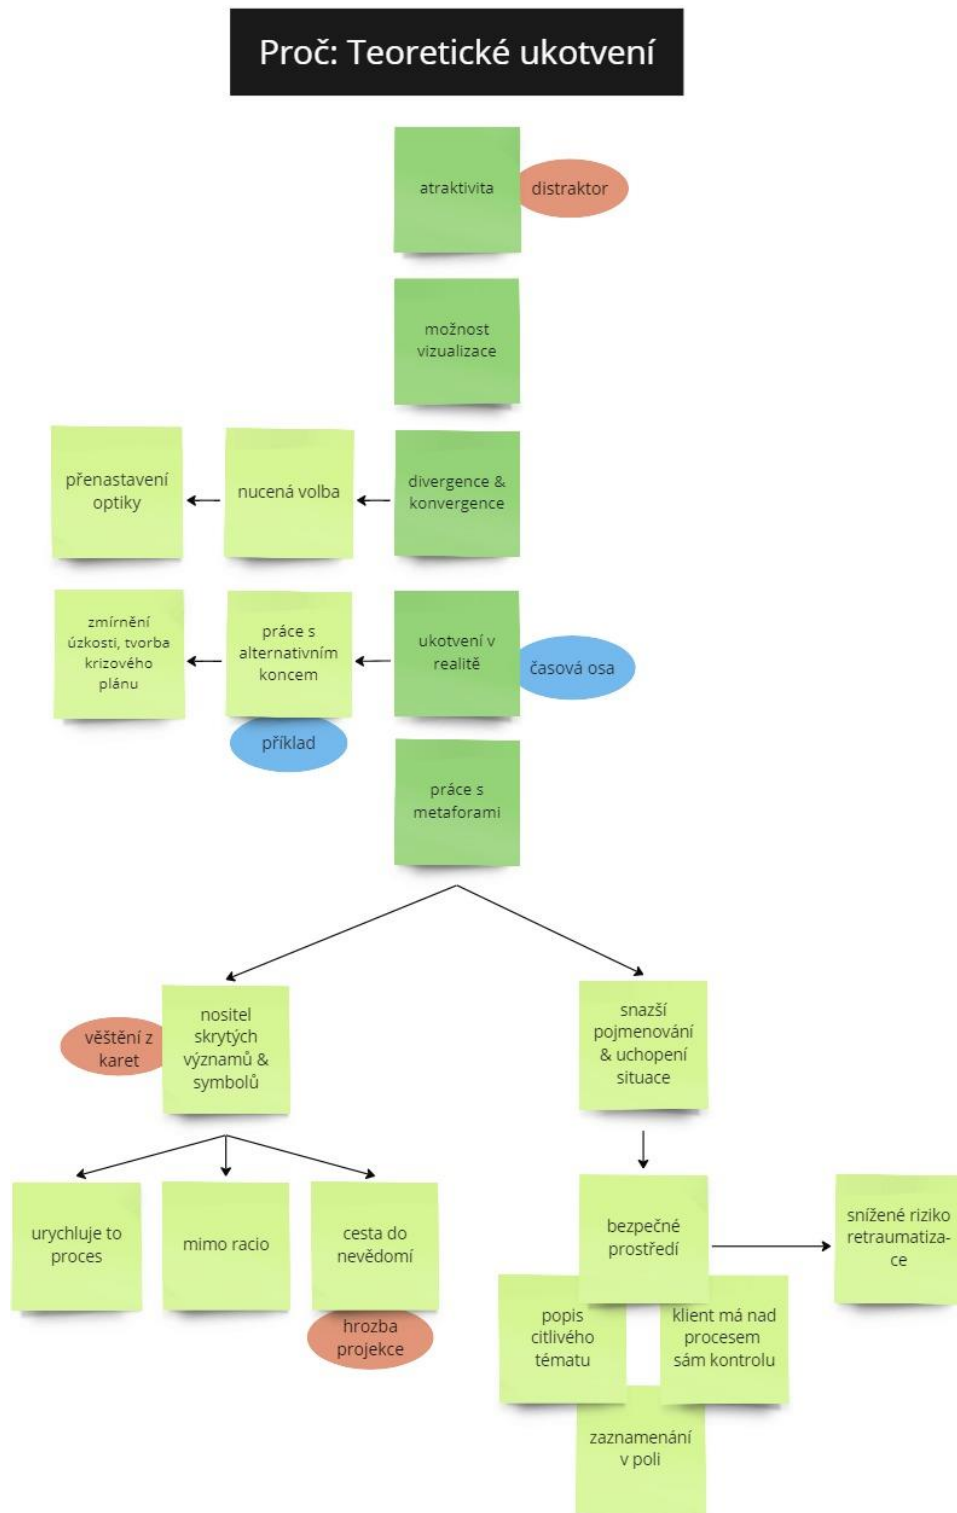 Proč: Teoretické ukotvení
atraktivita
distraktor
možnost
vizualizace
přenastavení
optiky
nucená volba
divergence &
konvergence
zmírnění
úzkosti, tvorba
krizového
plánu
práce s
alternativním
koncem
příklad
ukotvení v
realitě
časová osa
práce s
metaforami
věštění z
karet
nositel
skrytých
významů &
symbolů
snazší
pojmenování
& uchopení
situace
urychluje to
proces
mimo racio
cesta do
nevědomí
hrozba
projekce
bezpečné
prostředí
snížené riziko
retraumatiza-
ce
popis
citlivého
tématu
klient má nad
procesem
sám kontrolu
zaznamenání
v poli